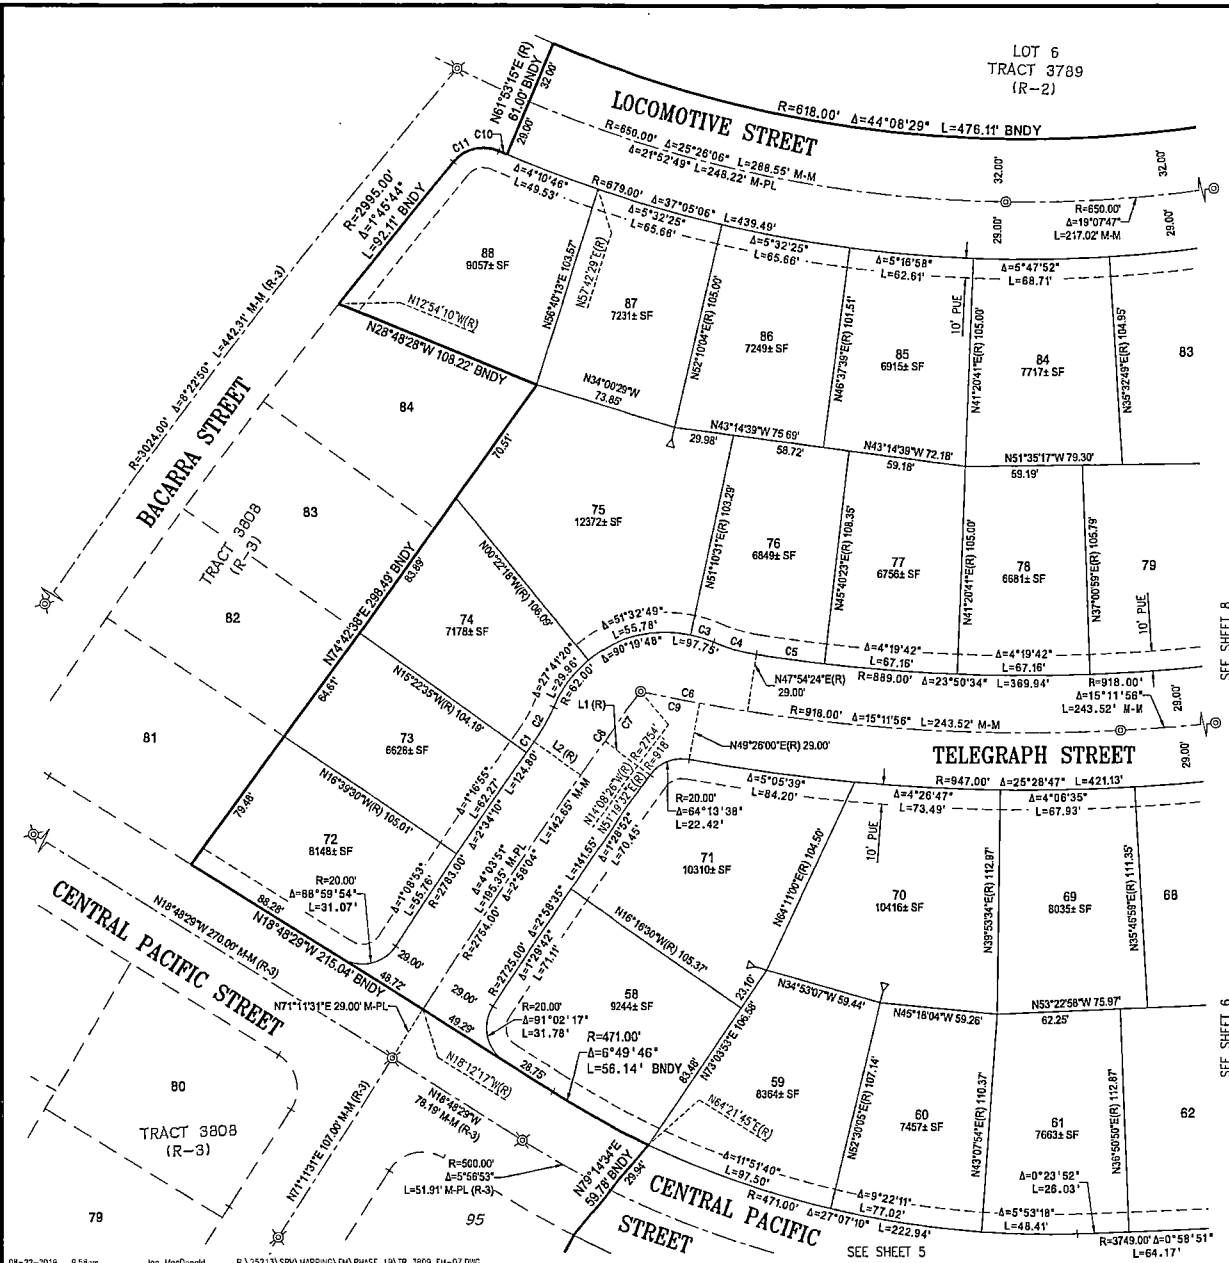 LOT 6
TRACT 3789
(R-2)
N61°53'15"E (R)
61.00' BNDY
32.00'
29.00'
LOCOMOTIVE STREET
R=618.00' Δ=44°08'29" L=476.11' BNDY
R=650.00' Δ=25°26'06" L=288.55' M-M
Δ=21°52'49" L=248.22' M-PL
32.00'
32.00'
C10
C11
Δ=4°10'46"
L=49.53'
R=679.00' Δ=37°05'06" L=439.49'
Δ=5°32'25"
L=65.66'
Δ=5°32'25"
L=65.66'
Δ=5°16'58"
L=62.61'
Δ=5°47'52"
L=68.71'
29.00'
R=650.00'
Δ=19°07'47"
L=217.02' M-M
29.00'
R=2995.00'
Δ=1°45'44"
L=92.11' BNDY
R=3024.00' Δ=8°22'50" L=442.31' M-M (R-3)
88
9057± SF
N12°54'10"W(R)
N28°48'28"W 108.22' BNDY
N56°40'13"E 103.57'
N57°42'29"E(R)
87
7231± SF
N52°10'04"E(R) 105.00'
86
7249± SF
N46°37'39"E(R) 101.51'
85
6915± SF
10' PUE
N41°20'41"E(R) 105.00'
84
7717± SF
N35°32'49"E(R) 104.95'
83
N34°00'29"W
73.85'
N43°14'39"W 75.69'
29.98'
58.72'
N43°14'39"W 72.18'
59.18'
N51°35'17"W 79.30'
59.19'
BACARRA STREET
84
83
TRACT 3808
(R-3)
82
81
70.51'
83.89'
N74°42'38"E 298.49' BNDY
64.61'
79.48'
75
12372± SF
N51°10'31"E(R) 103.29'
76
6849± SF
N45°40'23"E(R) 108.35'
77
6756± SF
N41°20'41"E(R) 105.00'
78
6681± SF
N37°00'59"E(R) 105.79'
79
10' PUE
N00°22'18"W(R) 106.09'
74
7178± SF
N15°22'35"W(R) 104.19'
73
6628± SF
N16°39'30"W(R) 105.01'
72
8148± SF
R=20.00'
Δ=88°59'54"
L=31.07'
Δ=51°32'49"
L=55.78'
Δ=90°19'48" L=97.75'
R=62.00'
Δ=27°41'20"
L=29.96'
C3
C4
C5
Δ=4°19'42"
L=67.16'
Δ=4°19'42"
L=67.16'
N47°54'24"E(R)
29.00'
R=889.00' Δ=23°50'34" L=369.94'
R=918.00'
Δ=15°11'56"
L=243.52' M-M
29.00'
29.00'
SEE SHEET 8
C6
C9
R=918.00' Δ=15°11'56" L=243.52' M-M
L1 (R)
C7
C8
C1
C2
L2 (R)
N49°26'00"E(R) 29.00'
TELEGRAPH STREET
R=947.00' Δ=25°28'47" L=421.13'
Δ=5°05'39"
L=84.20'
Δ=4°26'47"
L=73.49'
Δ=4°06'35"
L=67.93'
R=20.00'
Δ=64°13'38"
L=22.42'
N14°08'26"W(R) R=2754'
N57°19'32"E(R) R=918'
Δ=1°16'55"
L=62.27'
Δ=1°08'53"
L=55.76'
R=2783.00' Δ=2°34'10" L=124.80'
L=142.65' M-M
Δ=4°03'51"
L=195.35' M-PL
R=2754.00' Δ=2°58'04"
Δ=1°28'52"
L=70.45'
R=2725.00' Δ=2°58'35" L=141.55'
Δ=1°29'42"
L=71.11'
71
10310± SF
N64°11'00"E(R) 104.50'
10' PUE
70
10416± SF
N39°53'34"E(R) 112.97'
69
8035± SF
N35°46'59"E(R) 111.35'
68
N16°16'30"W(R) 105.37'
23.10'
N34°53'07"W 59.44'
N45°18'04"W 59.26'
N53°22'58"W 75.97'
62.25'
SEE SHEET 6
CENTRAL PACIFIC STREET
N18°48'29"W 270.00' M-M (R-3)
88.28'
N18°48'29"W 215.04' BNDY
48.72'
29.00'
29.00'
49.29'
28.75'
N71°11'31"E 29.00' M-PL
R=20.00'
Δ=91°02'17"
L=31.78'
58
9244± SF
R=471.00'
Δ=6°49'46"
L=56.14' BNDY
N18°12'17"W(R)
N73°03'53"E 106.58'
83.48'
59
8364± SF
N64°21'45"E(R)
N52°30'05"E(R) 107.14'
60
7457± SF
N43°07'54"E(R) 110.37'
61
7663± SF
N36°50'50"E(R) 112.87'
62
80
TRACT 3808
(R-3)
79
95
N71°11'31"E 107.00' M-M (R-3)
N18°48'29"W
78.19' M-M (R-3)
R=500.00'
Δ=5°56'53"
L=51.91' M-PL (R-3)
N79°14'34"E
59.78' BNDY
29.94'
Δ=11°51'40"
L=97.50'
CENTRAL PACIFIC
STREET
R=471.00' Δ=27°07'10" L=222.94'
Δ=9°22'11"
L=77.02'
Δ=5°53'18"
L=48.41'
Δ=0°23'52"
L=26.03'
R=3749.00' Δ=0°58'51"
L=64.17'
SEE SHEET 5